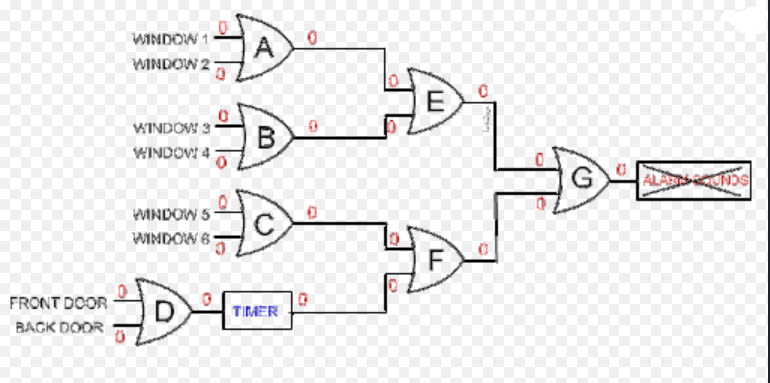 WINDOW 1 0 0
A
WINDOW 2 0
0 E 0
WINDOW 3 0 0 0
B
WINDOW 4 0
0 G 0 ALARM SOUNDS
0
WINDOW 5 0 0
C
WINDOW 6 0
0 F 0
0
FRONT DOOR 0 D 0 TIMER 0
BACK DOOR 0